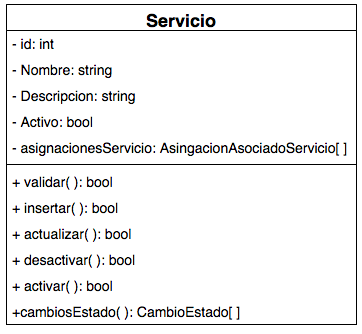 Servicio
- id: int
- Nombre: string
- Descripcion: string
- Activo: bool
- asignacionesServicio: AsingacionAsociadoServicio[ ]
+ validar( ): bool
+ insertar( ): bool
+ actualizar( ): bool
+ desactivar( ): bool
+ activar( ): bool
+cambiosEstado( ): CambioEstado[ ]